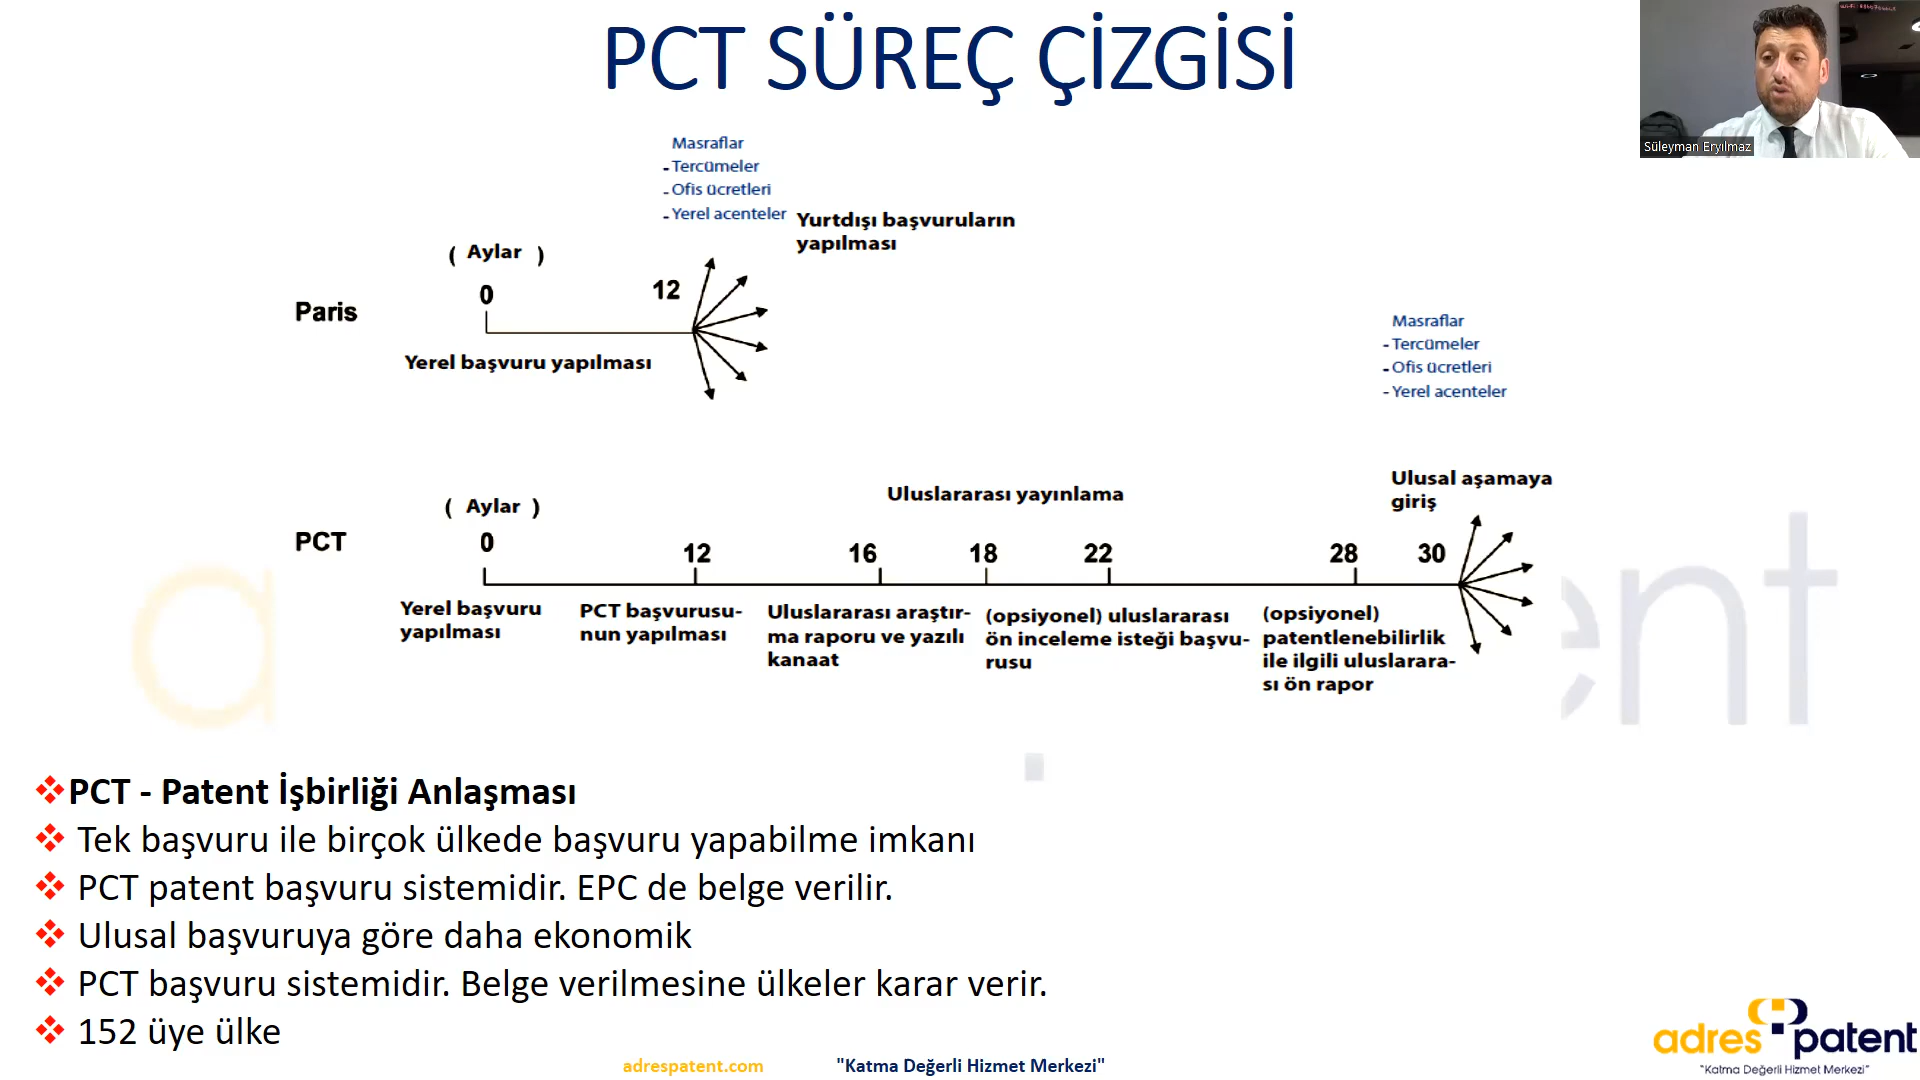 PCT SÜREÇ ÇİZGİSİ
Süleyman Eryılmaz
Masraflar
- Tercümeler
- Ofis ücretleri
- Yerel acenteler
Yurtdışı başvuruların
yapılması
( Aylar )
0
12
Paris
Yerel başvuru yapılması
Masraflar
- Tercümeler
- Ofis ücretleri
- Yerel acenteler
Ulusal aşamaya
giriş
Uluslararası yayınlama
( Aylar )
PCT
0 12 16 18 22 28 30
Yerel başvuru
yapılması
PCT başvurusu-
nun yapılması
Uluslararası araştır-
ma raporu ve yazılı
kanaat
(opsiyonel) uluslararası
ön inceleme isteği başvu-
rusu
(opsiyonel)
patentlenebilirlik
ile ilgili uluslarara-
sı ön rapor
PCT - Patent İşbirliği Anlaşması
Tek başvuru ile birçok ülkede başvuru yapabilme imkanı
PCT patent başvuru sistemidir. EPC de belge verilir.
Ulusal başvuruya göre daha ekonomik
PCT başvuru sistemidir. Belge verilmesine ülkeler karar verir.
152 üye ülke
adrespatent.com
"Katma Değerli Hizmet Merkezi"
adres patent
"Katma Değerli Hizmet Merkezi"